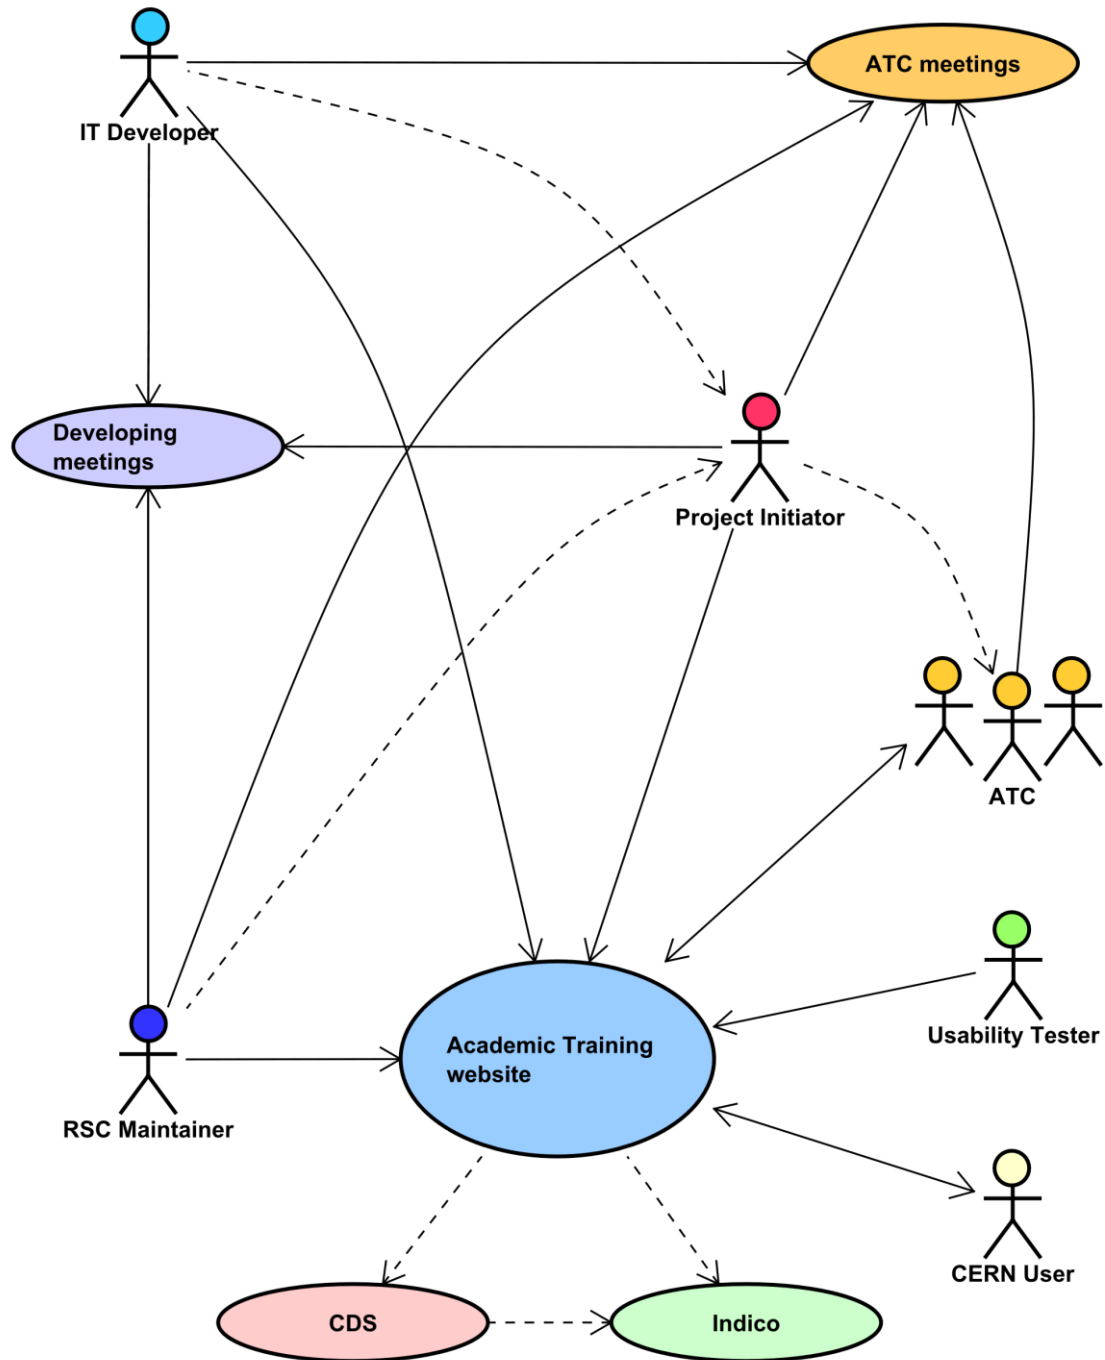 ATC meetings
IT Developer
Developing
meetings
Project Initiator
ATC
Usability Tester
Academic Training
website
RSC Maintainer
CERN User
CDS
Indico